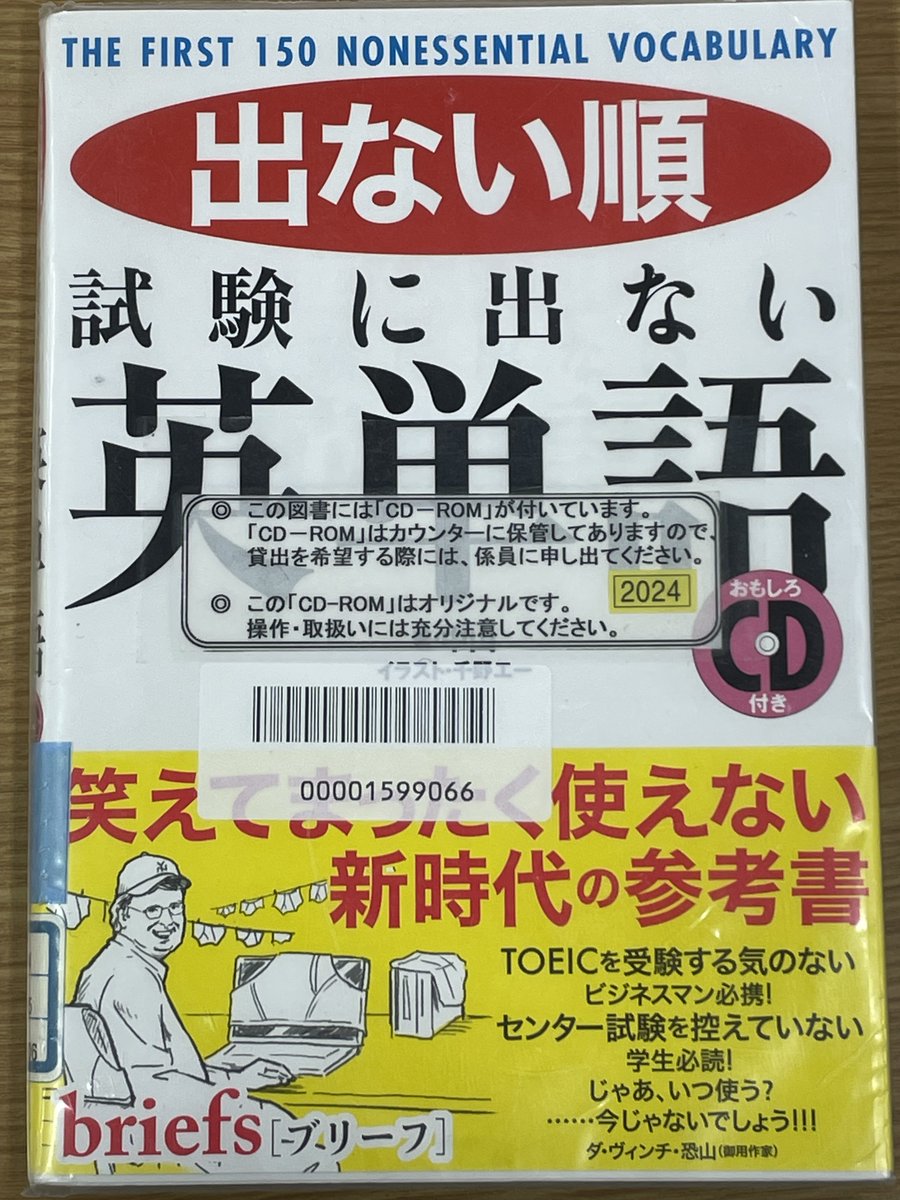 THE FIRST 150 NONESSENTIAL VOCABULARY
出ない順
試験に出ない
英単語
◎ この図書には「CD-ROM」が付いています。
「CD-ROM」はカウンターに保管してありますので、
貸出を希望する際には、係員に申し出てください。
2024
◎ この「CD-ROM」はオリジナルです。
操作・取扱いには充分注意してください。
おもしろ
CD
付き
イラスト・千野エー
00001599066
笑えてまったく使えない
新時代の参考書
TOEICを受験する気のない
ビジネスマン必携!
センター試験を控えていない
学生必読!
じゃあ、いつ使う?
……今じゃないでしょう!!!
ダ・ヴィンチ・恐山(御用作家)
briefs[ブリーフ]